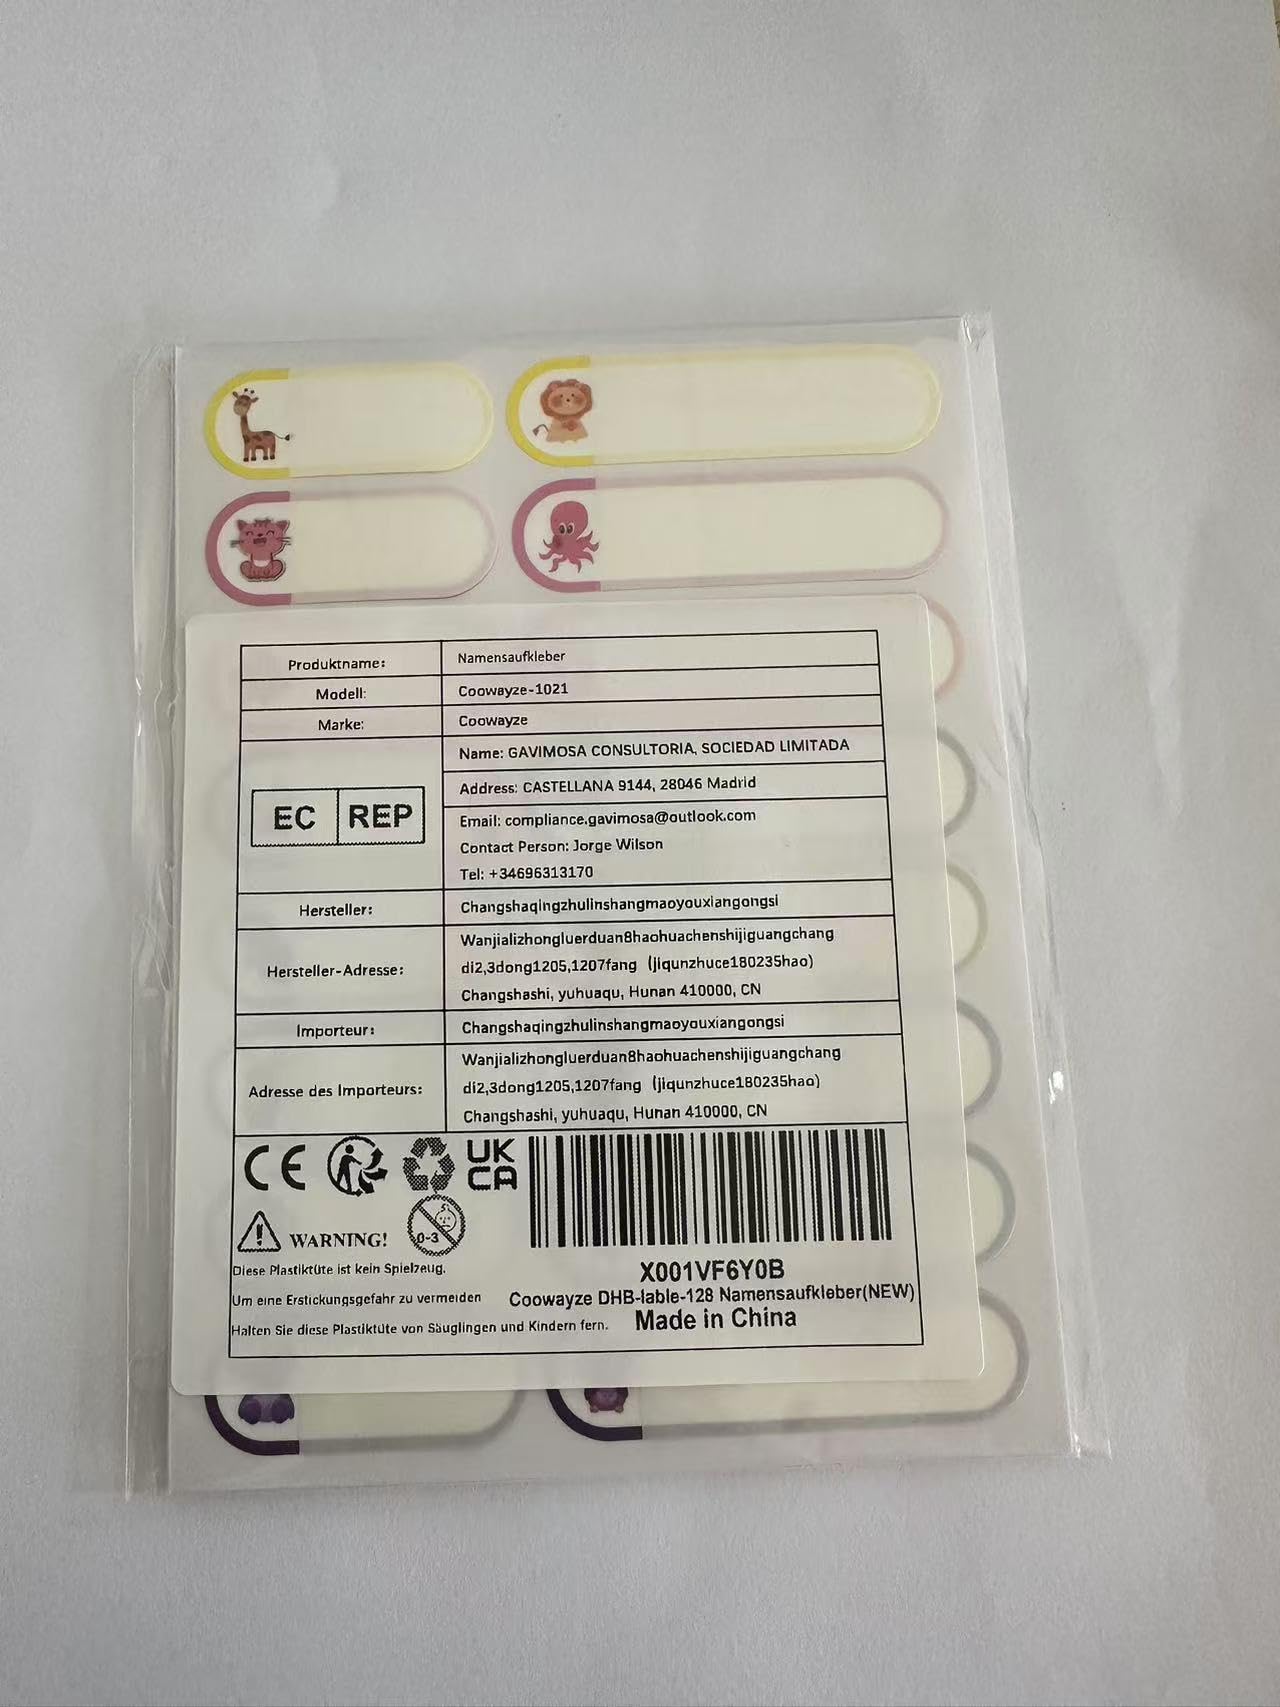 Produktname: Namensaufkleber
Modell: Coowayze-1021
Marke: Coowayze
EC REP
Name: GAVIMOSA CONSULTORIA, SOCIEDAD LIMITADA
Address: CASTELLANA 9144, 28046 Madrid
Email: compliance.gavimosa@outlook.com
Contact Person: Jorge Wilson
Tel: +34696313170
Hersteller: Changshaqingzhulinshangmaoyouxiangongsi
Hersteller-Adresse: Wanjializhongluerduan8haohuachenshijiguangchang
di2,3dong1205,1207fang (jiqunzhuce180235hao)
Changshashi, yuhuaqu, Hunan 410000, CN
Importeur: Changshaqingzhulinshangmaoyouxiangongsi
Adresse des Importeurs: Wanjializhongluerduan8haohuachenshijiguangchang
di2,3dong1205,1207fang (jiqunzhuce180235hao)
Changshashi, yuhuaqu, Hunan 410000, CN
CE
UK
CA
WARNING!
0-3
Diese Plastiktüte ist kein Spielzeug.
Um eine Erstickungsgefahr zu vermeiden
Halten Sie diese Plastiktüte von Säuglingen und Kindern fern.
X001VF6Y0B
Coowayze DHB-lable-128 Namensaufkleber(NEW)
Made in China